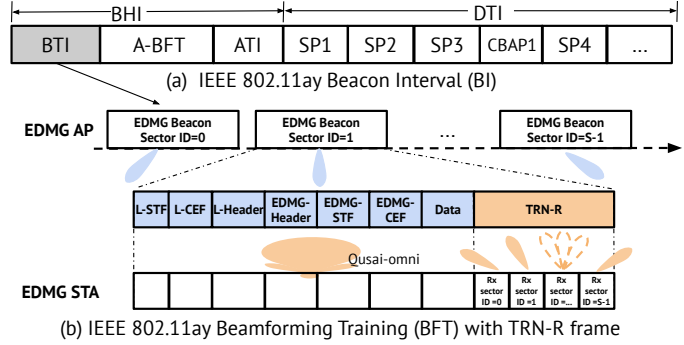 BHI DTI
BTI A-BFT ATI SP1 SP2 SP3 CBAP1 SP4 ...
(a) IEEE 802.11ay Beacon Interval (BI)
EDMG AP
EDMG Beacon
Sector ID=0
EDMG Beacon
Sector ID=1
...
EDMG Beacon
Sector ID=S-1
L-STF L-CEF L-Header
EDMG-
Header
EDMG-
STF
EDMG-
CEF
Data TRN-R
Qusai-omni
EDMG STA
Rx
sector
ID =0
Rx
sector
ID =1
Rx
sector
ID =...
Rx
sector
ID=S-1
(b) IEEE 802.11ay Beamforming Training (BFT) with TRN-R frame